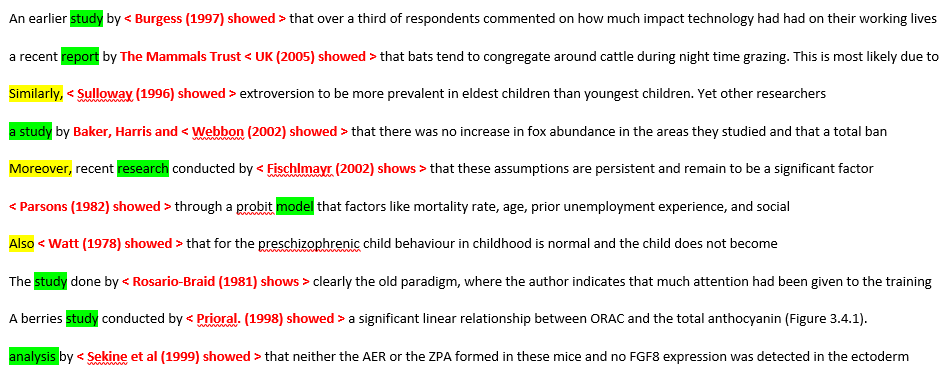 An earlier study by < Burgess (1997) showed > that over a third of respondents commented on how much impact technology had had on their working lives
a recent report by The Mammals Trust < UK (2005) showed > that bats tend to congregate around cattle during night time grazing. This is most likely due to
Similarly, < Sulloway (1996) showed > extroversion to be more prevalent in eldest children than youngest children. Yet other researchers
a study by Baker, Harris and < Webbon (2002) showed > that there was no increase in fox abundance in the areas they studied and that a total ban
Moreover, recent research conducted by < Fischlmayr (2002) shows > that these assumptions are persistent and remain to be a significant factor
< Parsons (1982) showed > through a probit model that factors like mortality rate, age, prior unemployment experience, and social
Also < Watt (1978) showed > that for the preschizophrenic child behaviour in childhood is normal and the child does not become
The study done by < Rosario-Braid (1981) shows > clearly the old paradigm, where the author indicates that much attention had been given to the training
A berries study conducted by < Prioral. (1998) showed > a significant linear relationship between ORAC and the total anthocyanin (Figure 3.4.1).
analysis by < Sekine et al (1999) showed > that neither the AER or the ZPA formed in these mice and no FGF8 expression was detected in the ectoderm